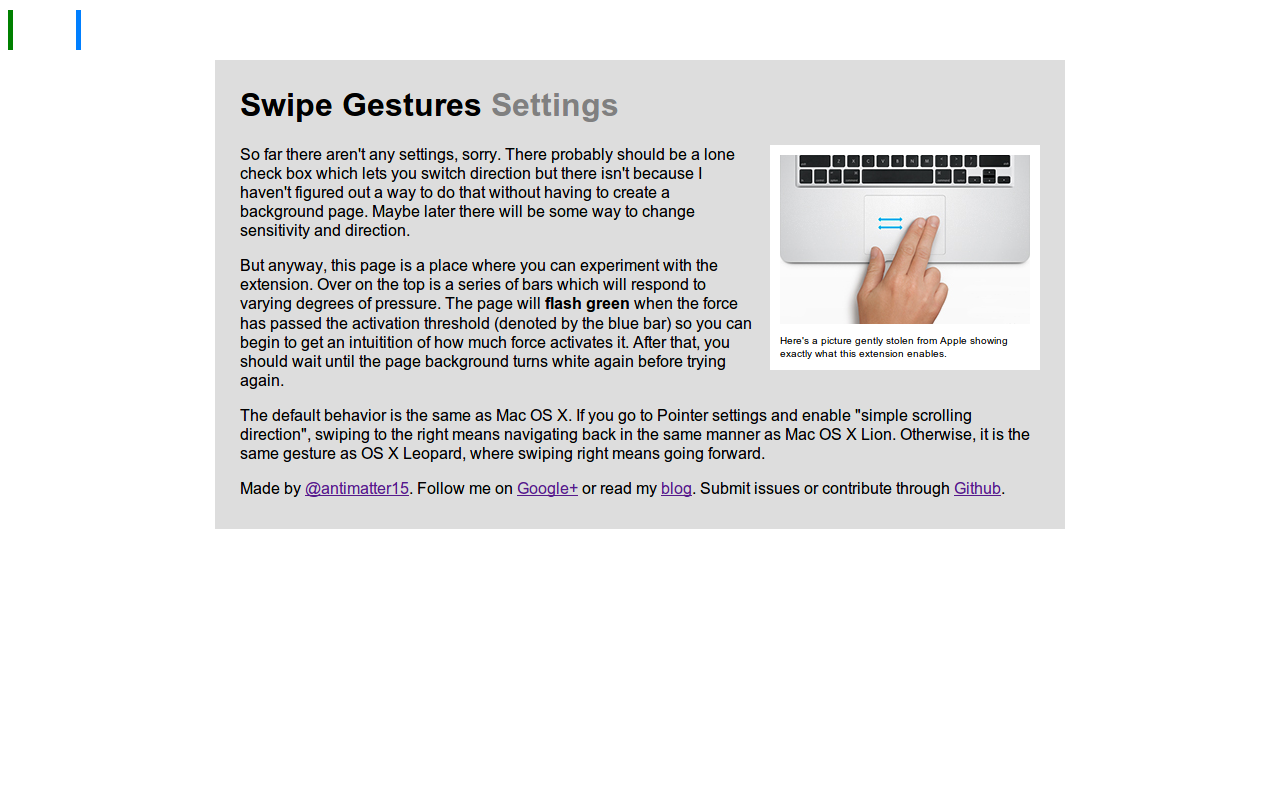 Swipe Gestures Settings
So far there aren't any settings, sorry. There probably should be a lone
check box which lets you switch direction but there isn't because I
haven't figured out a way to do that without having to create a
background page. Maybe later there will be some way to change
sensitivity and direction.
But anyway, this page is a place where you can experiment with the
extension. Over on the top is a series of bars which will respond to
varying degrees of pressure. The page will flash green when the force
has passed the activation threshold (denoted by the blue bar) so you can
begin to get an intuitition of how much force activates it. After that, you
should wait until the page background turns white again before trying
again.
Here's a picture gently stolen from Apple showing
exactly what this extension enables.
The default behavior is the same as Mac OS X. If you go to Pointer settings and enable "simple scrolling
direction", swiping to the right means navigating back in the same manner as Mac OS X Lion. Otherwise, it is the
same gesture as OS X Leopard, where swiping right means going forward.
Made by @antimatter15. Follow me on Google+ or read my blog. Submit issues or contribute through Github.